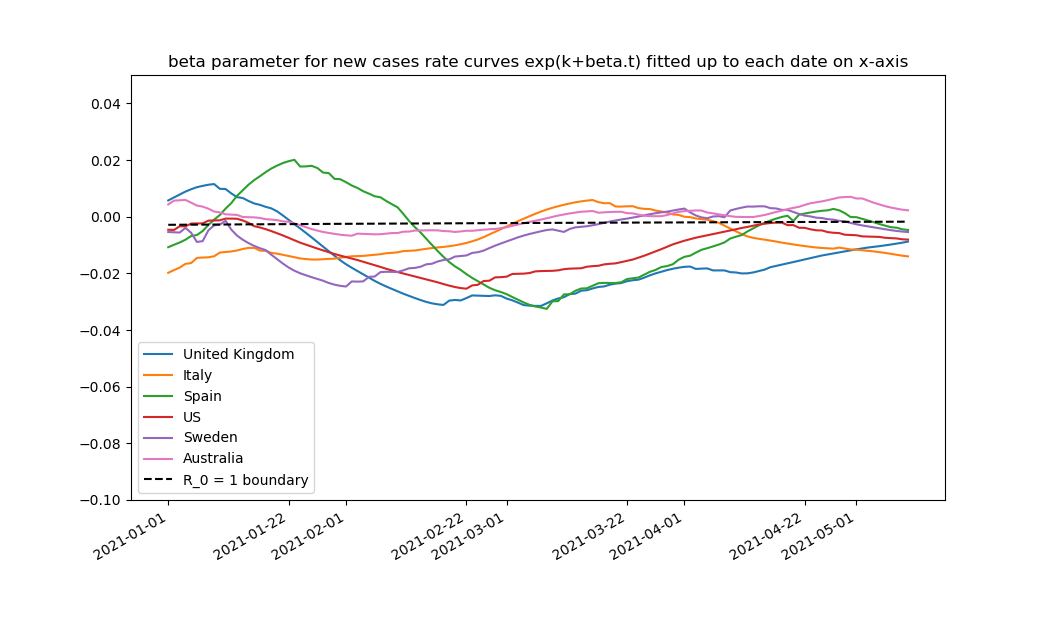 beta parameter for new cases rate curves exp(k+beta.t) fitted up to each date on x-axis
0.04
0.02
0.00
−0.02
−0.04
−0.06
−0.08
−0.10
United Kingdom
Italy
Spain
US
Sweden
Australia
R_0 = 1 boundary
2021-01-01
2021-01-22
2021-02-01
2021-02-22
2021-03-01
2021-03-22
2021-04-01
2021-04-22
2021-05-01